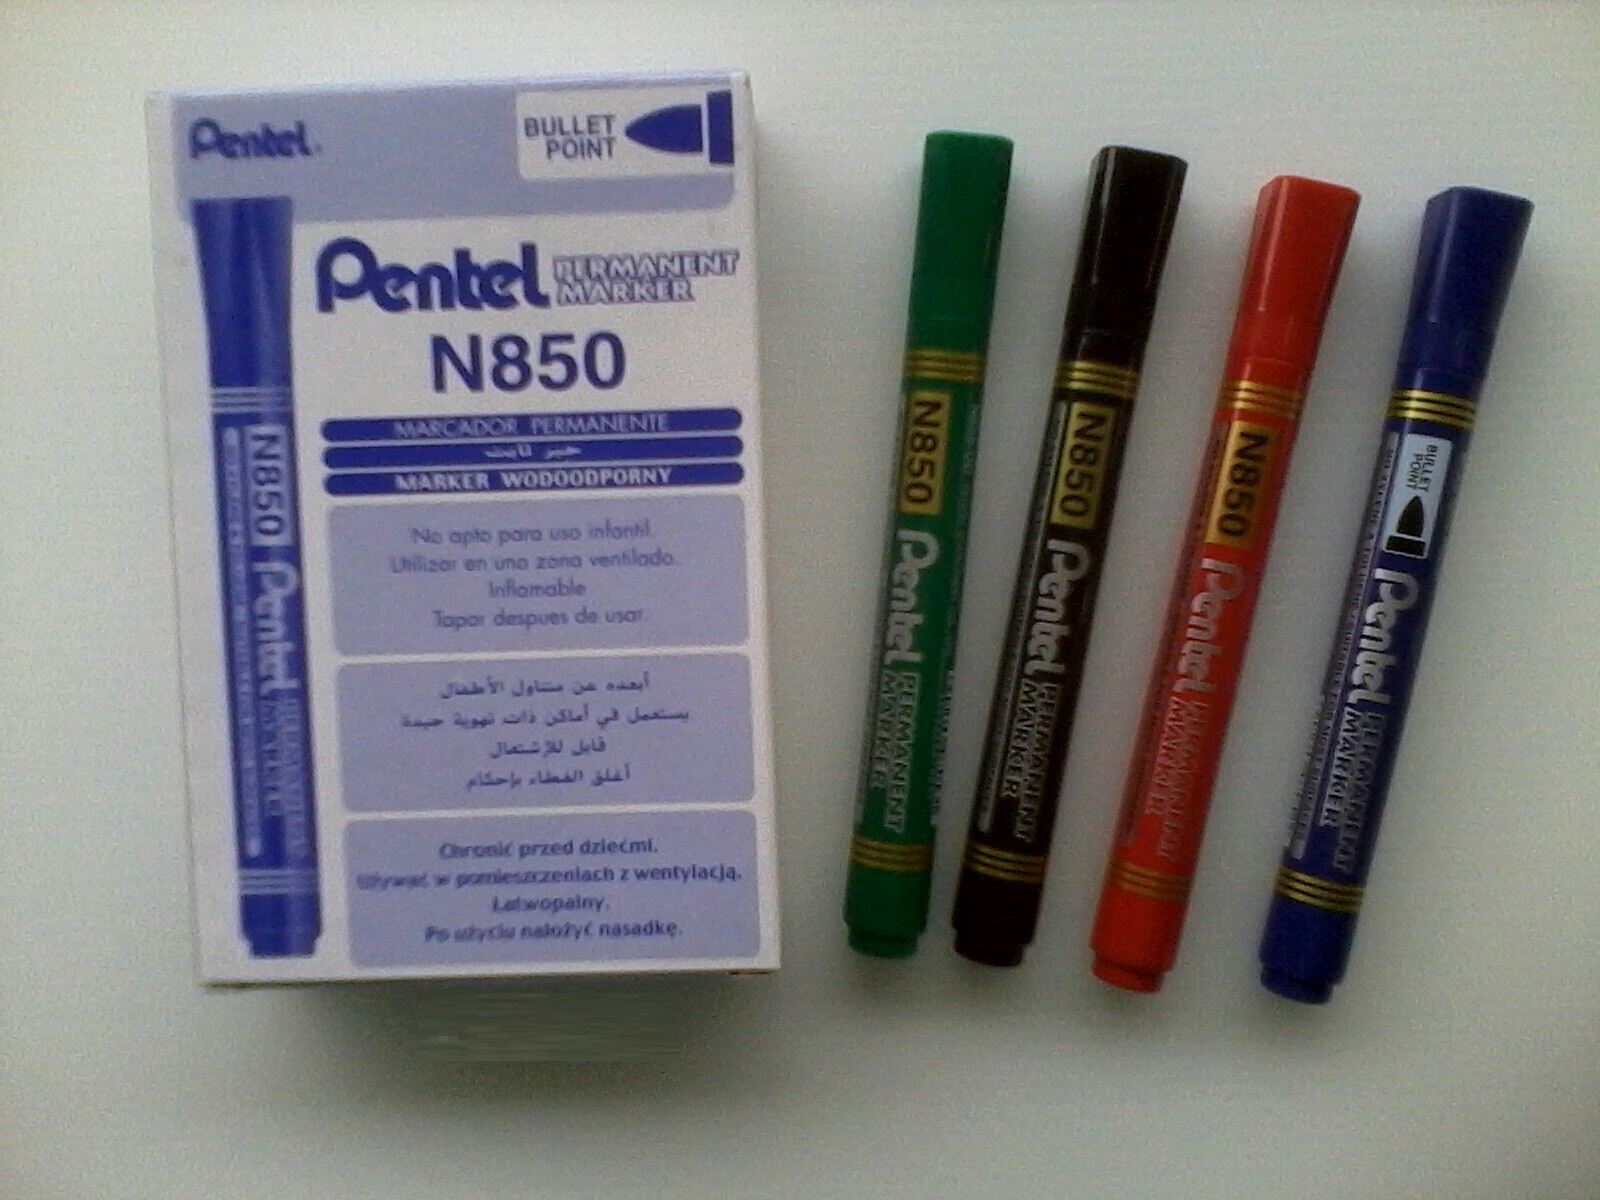 Pentel
BULLET
POINT
Pentel PERMANENT
MARKER
N850
MARCADOR PERMANENTE
حبر ثابت
MARKER WODOODPORNY
No apto para uso infantil.
Utilizar en una zona ventilada.
Inflamable
Tapar despues de usar.
أبعده عن متناول الأطفال
يستعمل في أماكن ذات تهوية جيدة
قابل للإشتعال
أغلق الغطاء بإحكام
Chronić przed dziećmi.
Używać w pomieszczeniach z wentylacją.
Łatwopalny.
Po użyciu nałożyć nasadkę.
N850 Pentel PERMANENT
MARKER
N850 Pentel PERMANENT
MARKER
N850 Pentel PERMANENT
MARKER
N850 Pentel PERMANENT
MARKER
BULLET
POINT
Pentel PERMANENT
MARKER